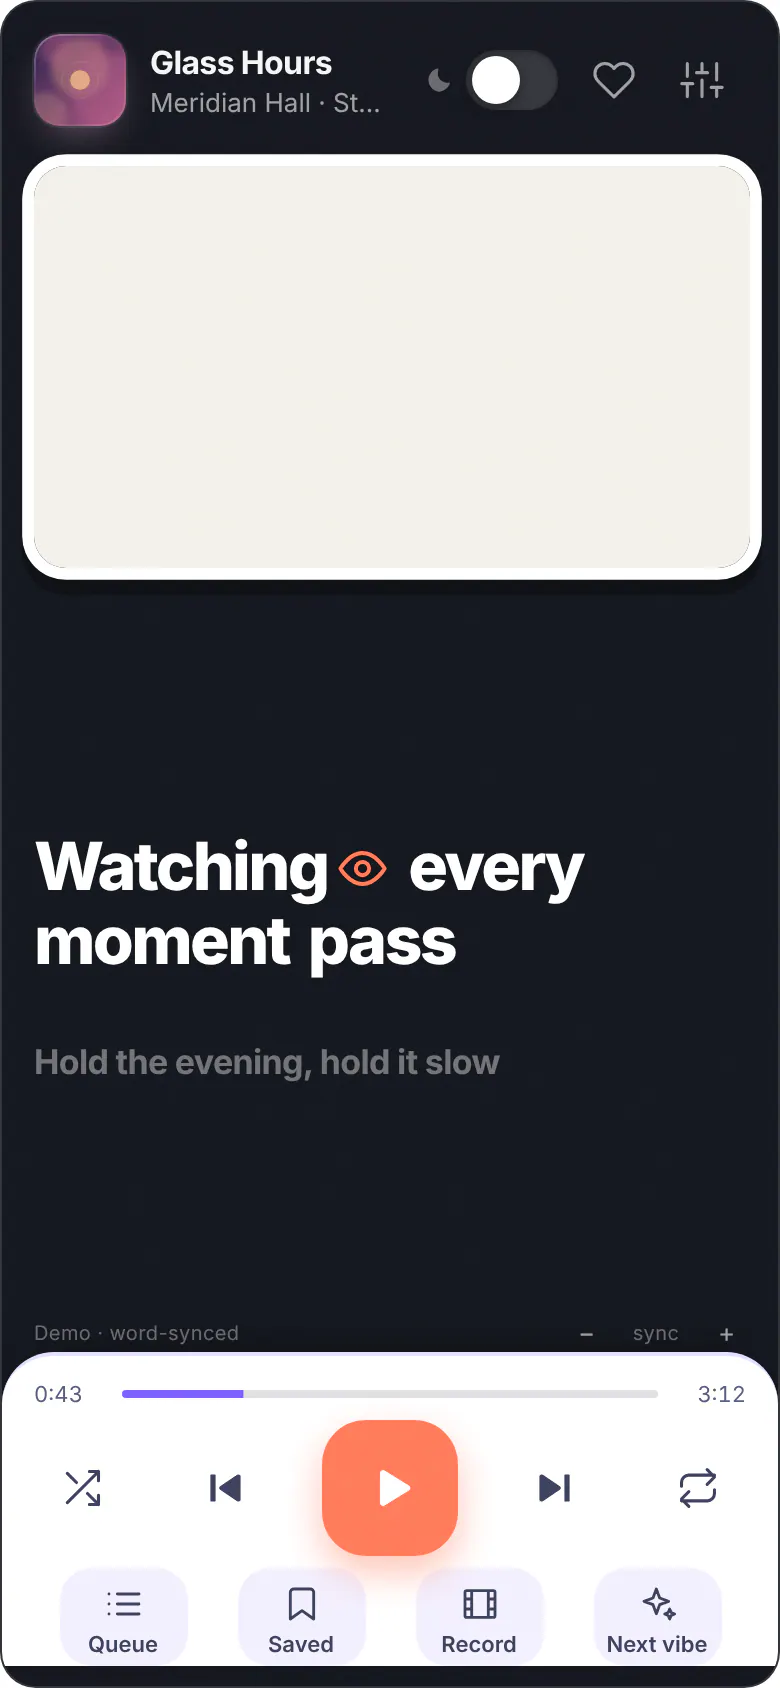 Glass Hours
Meridian Hall · St...
Watching every
moment pass
Hold the evening, hold it slow
Demo · word-synced
− sync +
0:43 3:12
Queue Saved Record Next vibe